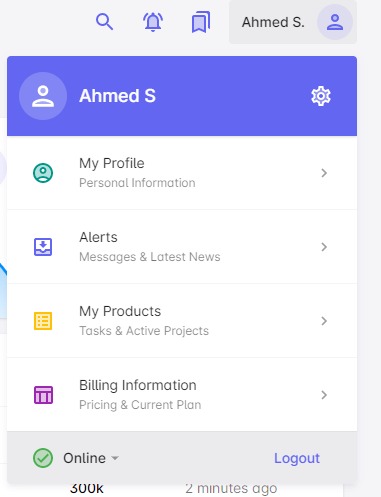 Ahmed S.
Ahmed S
My Profile
Personal Information
Alerts
Messages & Latest News
My Products
Tasks & Active Projects
Billing Information
Pricing & Current Plan
Online
Logout
300k
2 minutes ago